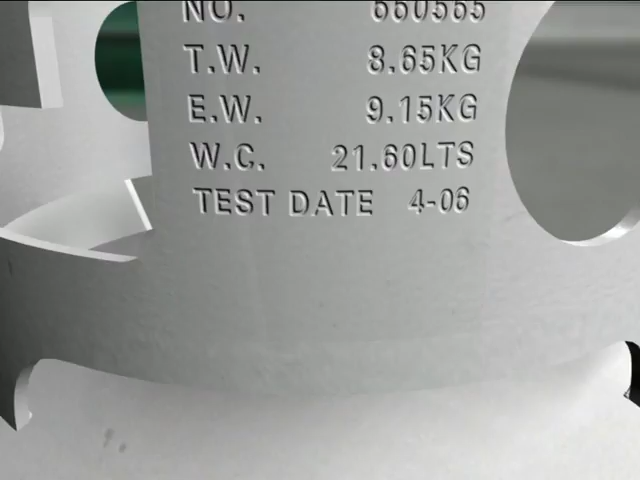 NO. 660565
T.W. 8.65KG
E.W. 9.15KG
W.C. 21.60LTS
TEST DATE 4-06